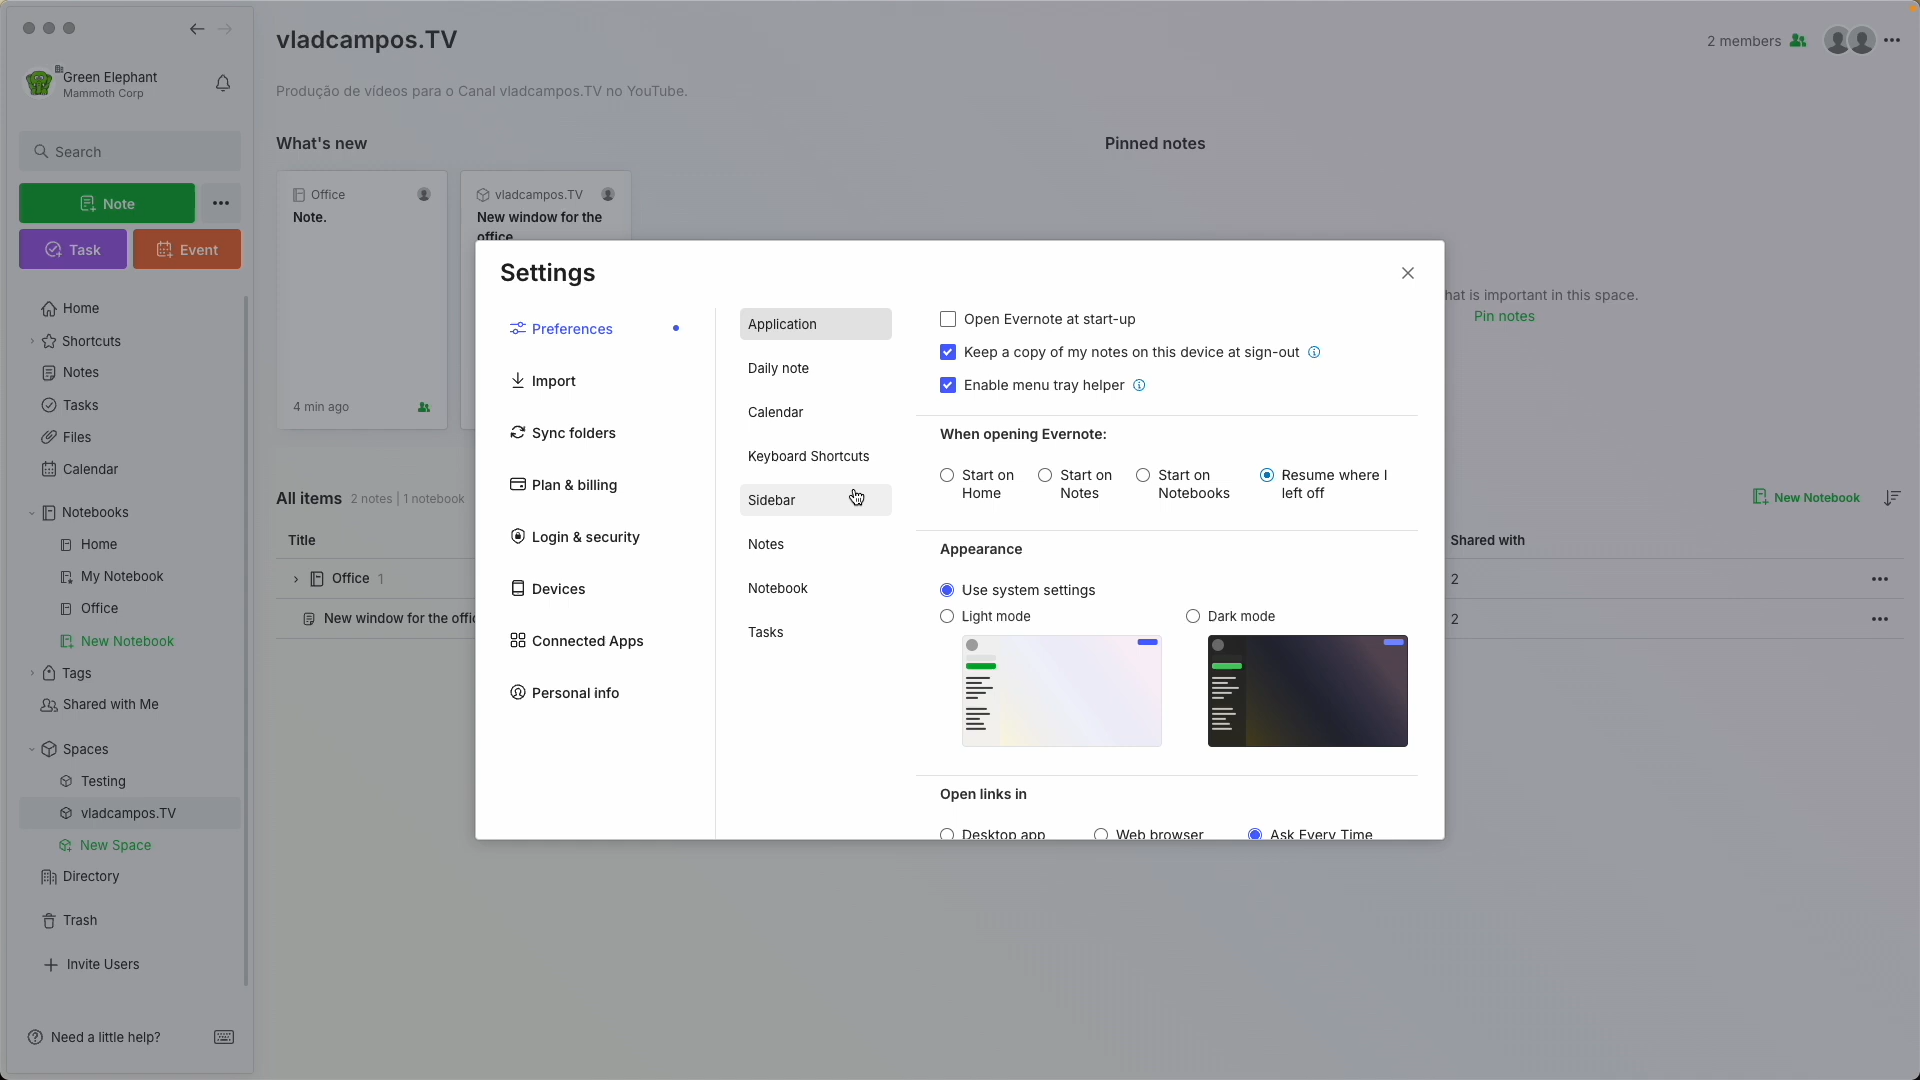 vladcampos.TV
2 members
Green Elephant
Mammoth Corp
Produção de vídeos para o Canal vladcampos.TV no YouTube.
Search
What's new
Pinned notes
Note
Task
Event
Office
Note.
4 min ago
vladcampos.TV
New window for the
office
hat is important in this space.
Pin notes
Home
Shortcuts
Notes
Tasks
Files
Calendar
Notebooks
Home
My Notebook
Office
New Notebook
Tags
Shared with Me
Spaces
Testing
vladcampos.TV
New Space
Directory
Trash
Invite Users
Need a little help?
All items 2 notes | 1 notebook
New Notebook
Title
Shared with
Office 1
2
New window for the offic
2
Settings
Preferences
Import
Sync folders
Plan & billing
Login & security
Devices
Connected Apps
Personal info
Application
Daily note
Calendar
Keyboard Shortcuts
Sidebar
Notes
Notebook
Tasks
Open Evernote at start-up
Keep a copy of my notes on this device at sign-out
Enable menu tray helper
When opening Evernote:
Start on Home
Start on Notes
Start on Notebooks
Resume where I left off
Appearance
Use system settings
Light mode
Dark mode
Open links in
Desktop app
Web browser
Ask Every Time